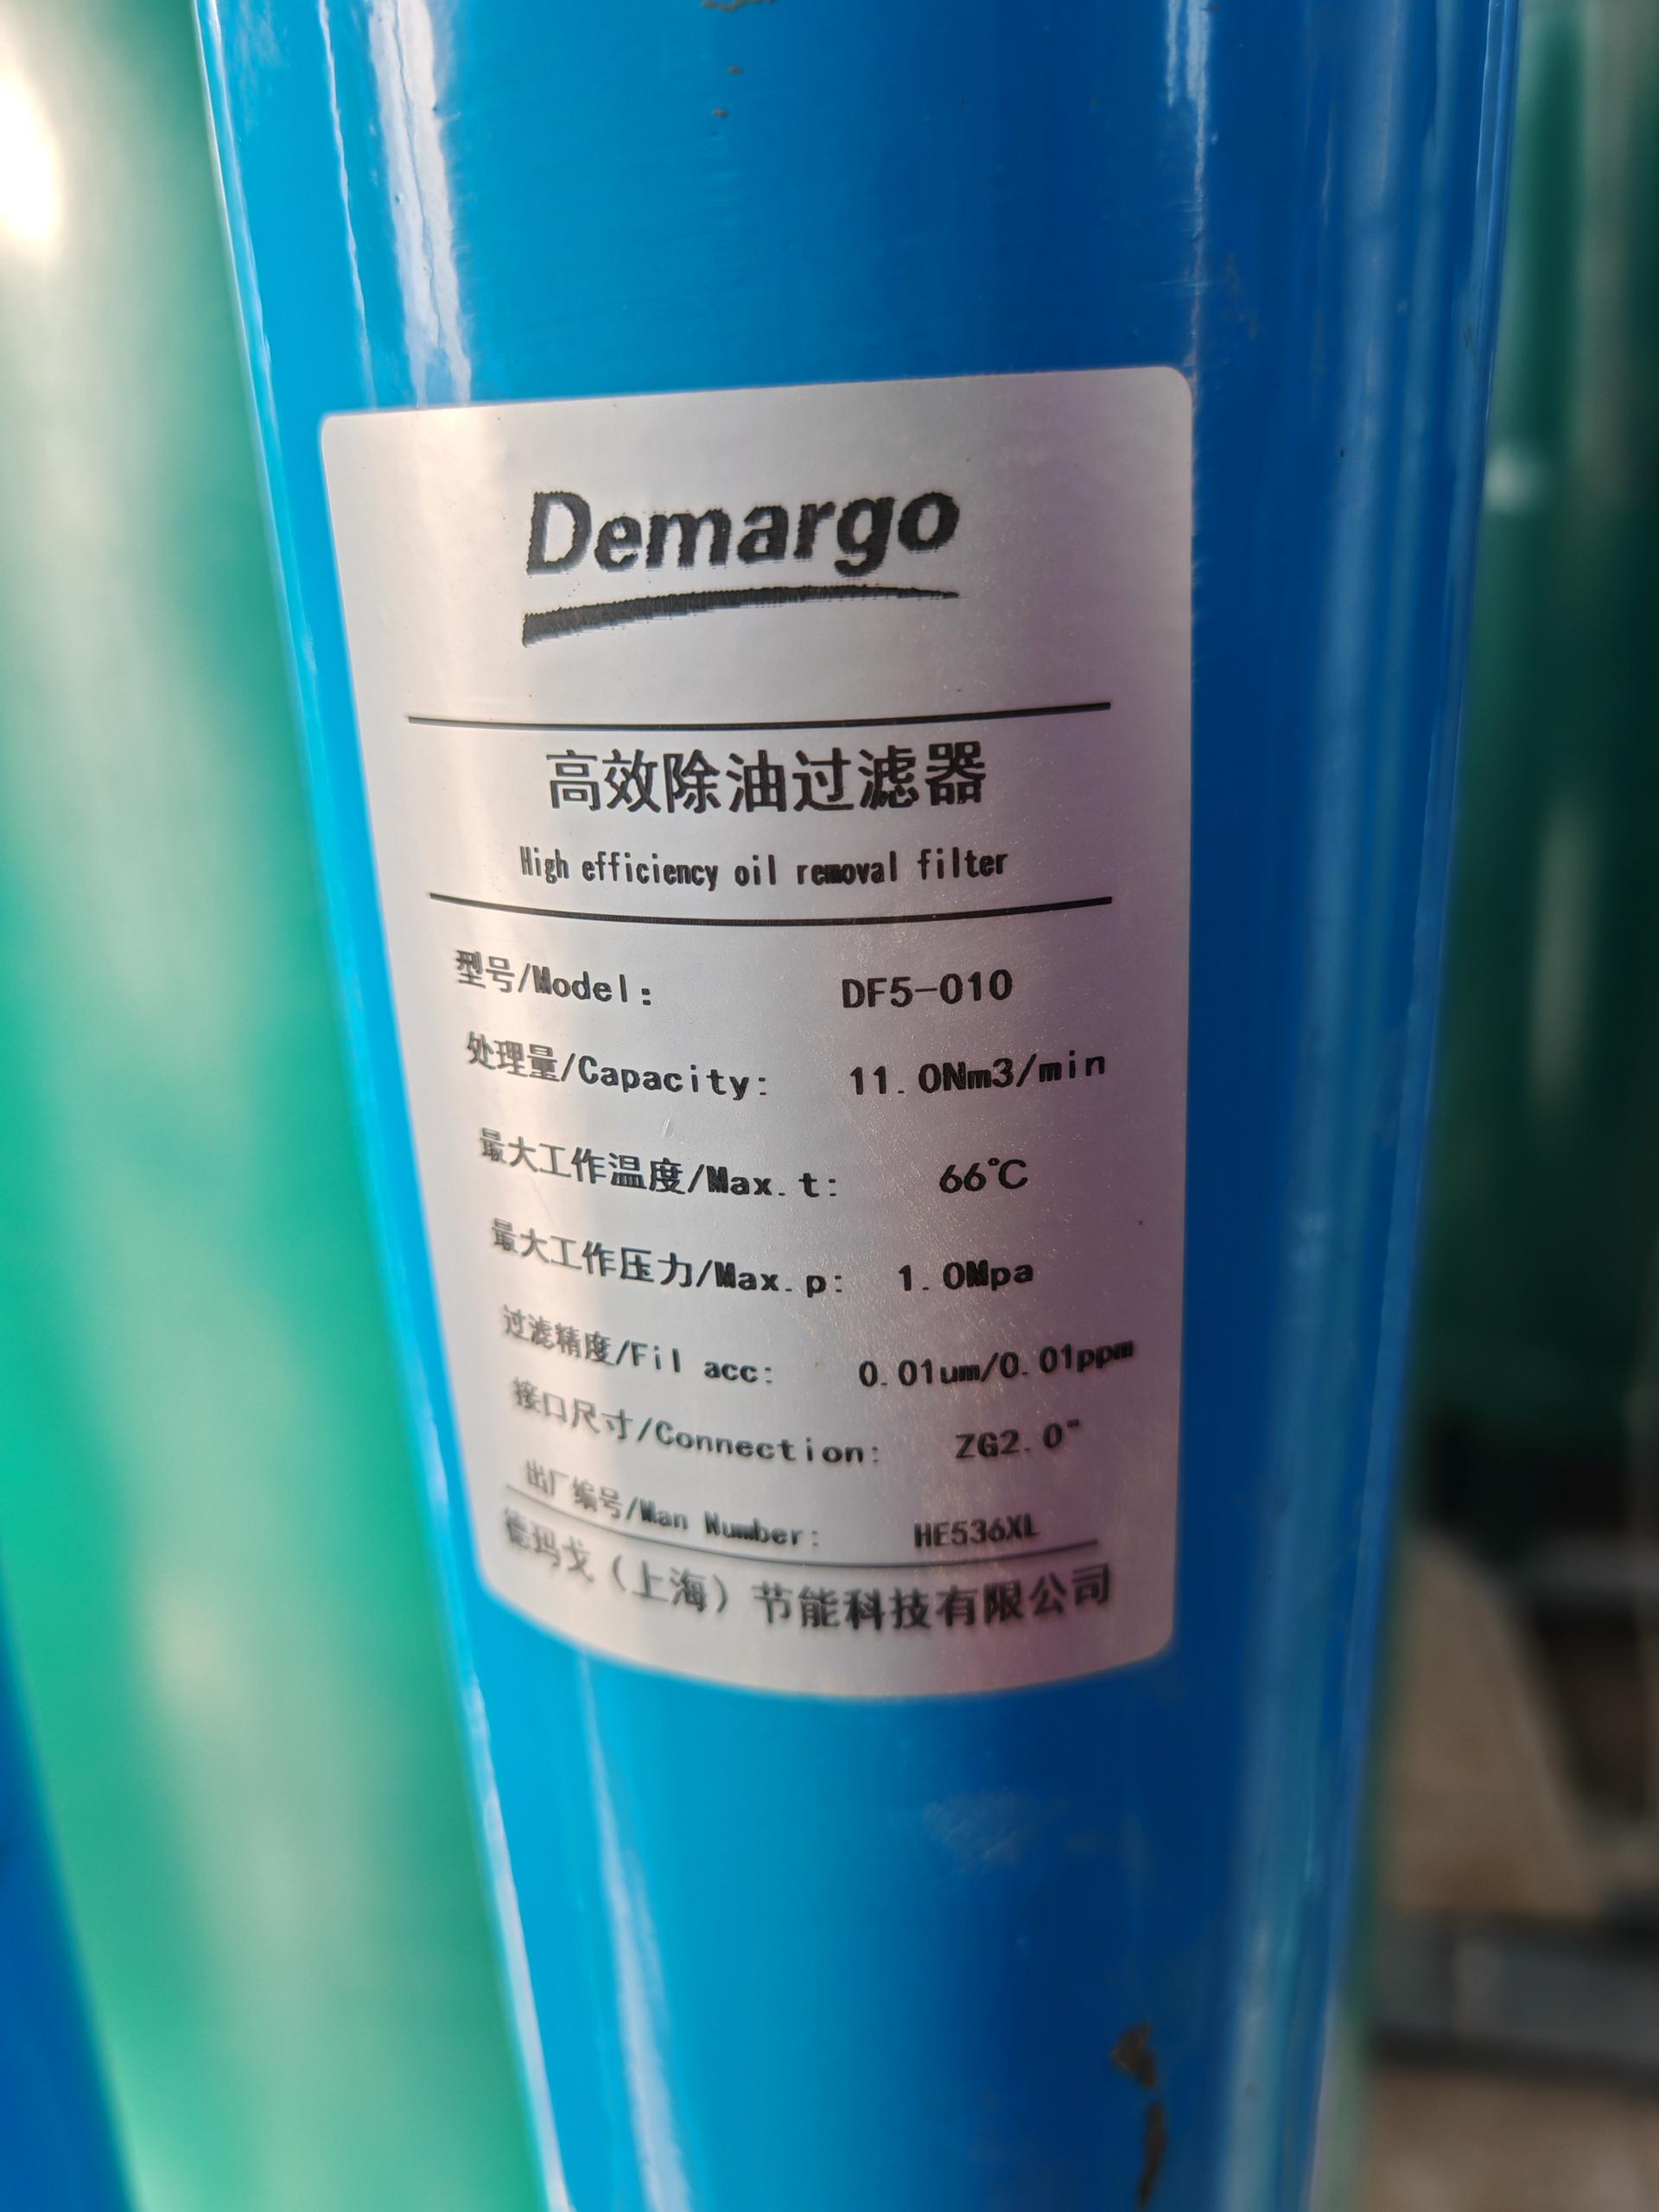 Demargo
高效除油过滤器
High efficiency oil removal filter
型号/Model: DF5-010
处理量/Capacity: 11.0Nm3/min
最大工作温度/Max.t: 66℃
最大工作压力/Max.p: 1.0Mpa
过滤精度/Fil acc: 0.01um/0.01ppm
接口尺寸/Connection: ZG2.0"
出厂编号/Man Number: HE536XL
德玛戈（上海）节能科技有限公司